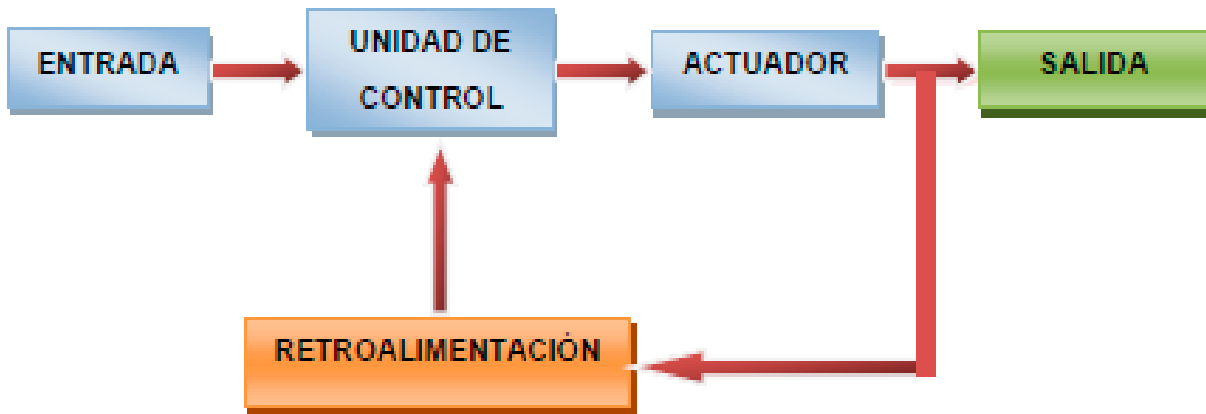 ENTRADA
UNIDAD DE
CONTROL
ACTUADOR
SALIDA
RETROALIMENTACIÓN